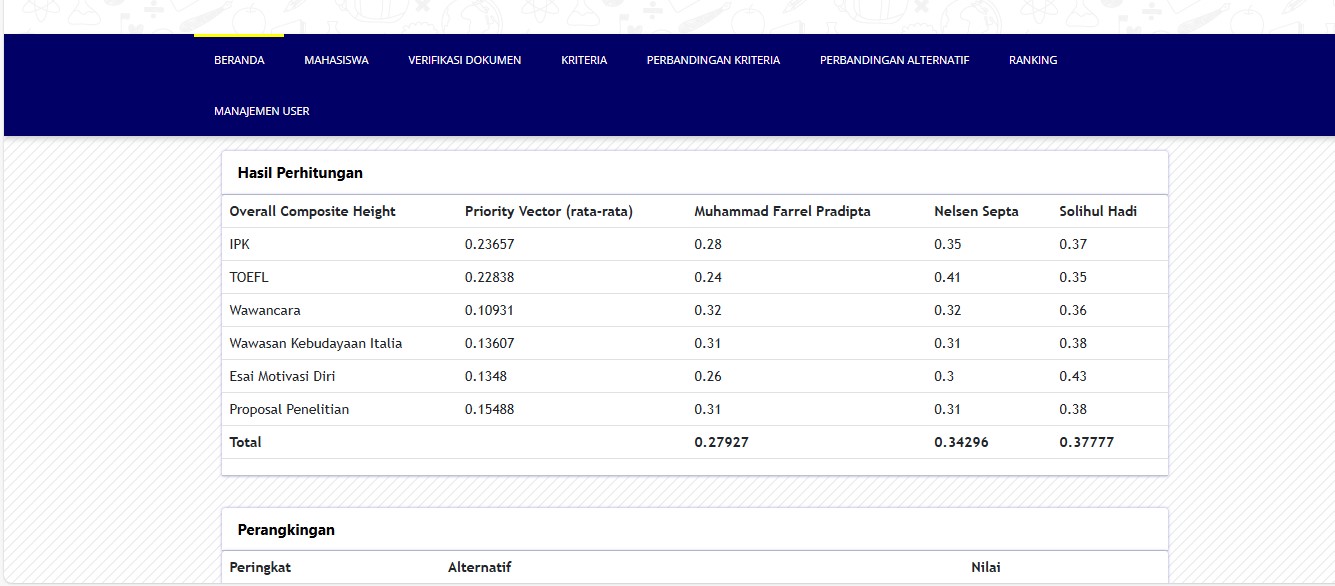 BERANDA MAHASISWA VERIFIKASI DOKUMEN KRITERIA PERBANDINGAN KRITERIA PERBANDINGAN ALTERNATIF RANKING
MANAJEMEN USER
Hasil Perhitungan
Overall Composite Height Priority Vector (rata-rata) Muhammad Farrel Pradipta Nelsen Septa Solihul Hadi
IPK 0.23657 0.28 0.35 0.37
TOEFL 0.22838 0.24 0.41 0.35
Wawancara 0.10931 0.32 0.32 0.36
Wawasan Kebudayaan Italia 0.13607 0.31 0.31 0.38
Esai Motivasi Diri 0.1348 0.26 0.3 0.43
Proposal Penelitian 0.15488 0.31 0.31 0.38
Total 0.27927 0.34296 0.37777
Perangkingan
Peringkat Alternatif Nilai